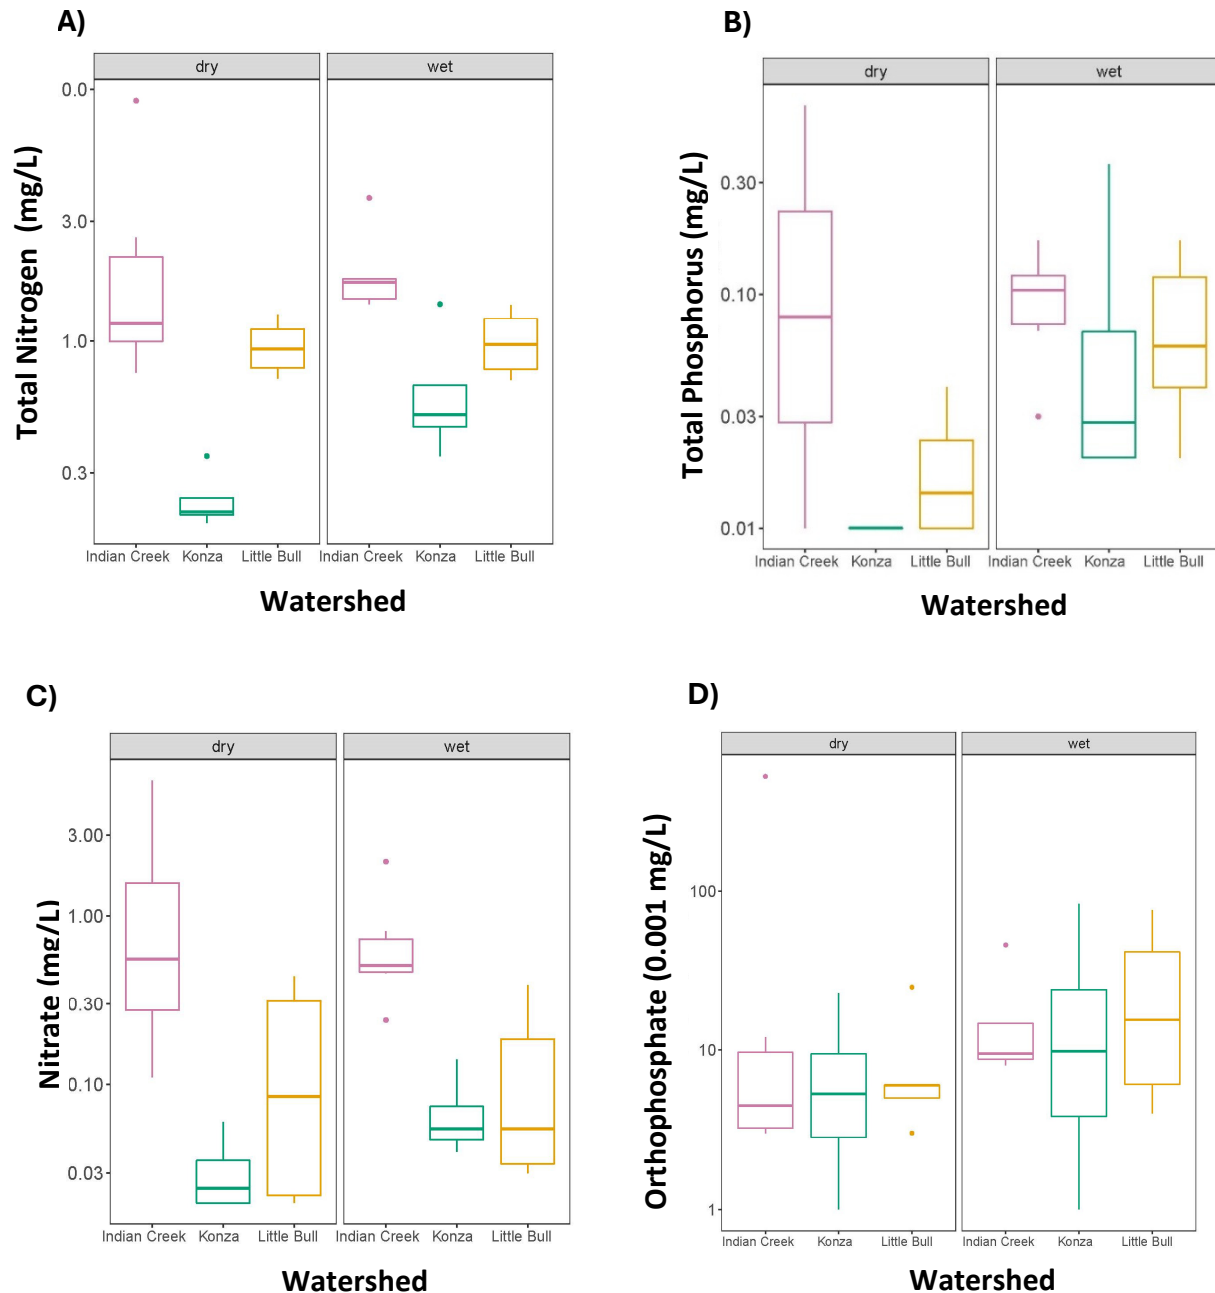 A)
dry
wet
Total Nitrogen (mg/L)
0.0
3.0
1.0
0.3
Indian Creek
Konza
Little Bull
Indian Creek
Konza
Little Bull
Watershed
B)
dry
wet
Total Phosphorus (mg/L)
0.30
0.10
0.03
0.01
Indian Creek
Konza
Little Bull
Indian Creek
Konza
Little Bull
Watershed
C)
dry
wet
Nitrate (mg/L)
3.00
1.00
0.30
0.10
0.03
Indian Creek
Konza
Little Bull
Indian Creek
Konza
Little Bull
Watershed
D)
dry
wet
Orthophosphate (0.001 mg/L)
100
10
1
Indian Creek
Konza
Little Bull
Indian Creek
Konza
Little Bull
Watershed